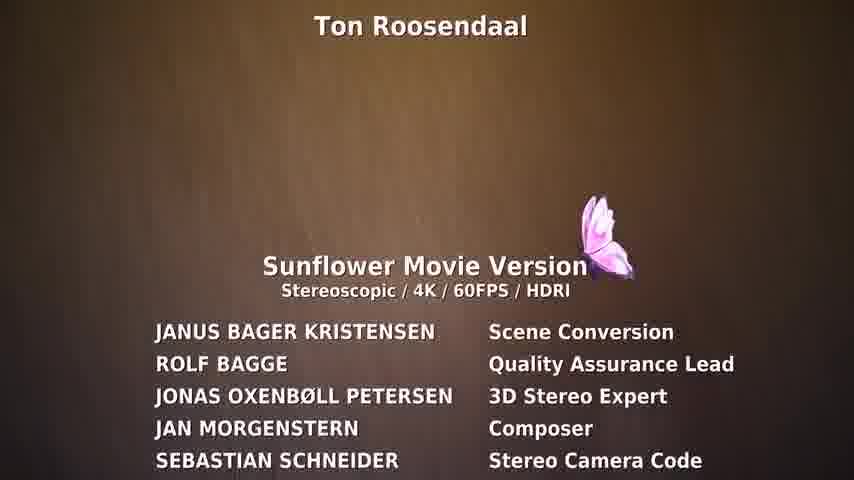 Ton Roosendaal
Sunflower Movie Version
Stereoscopic / 4K / 60FPS / HDRI
JANUS BAGER KRISTENSEN Scene Conversion
ROLF BAGGE Quality Assurance Lead
JONAS OXENBØLL PETERSEN 3D Stereo Expert
JAN MORGENSTERN Composer
SEBASTIAN SCHNEIDER Stereo Camera Code